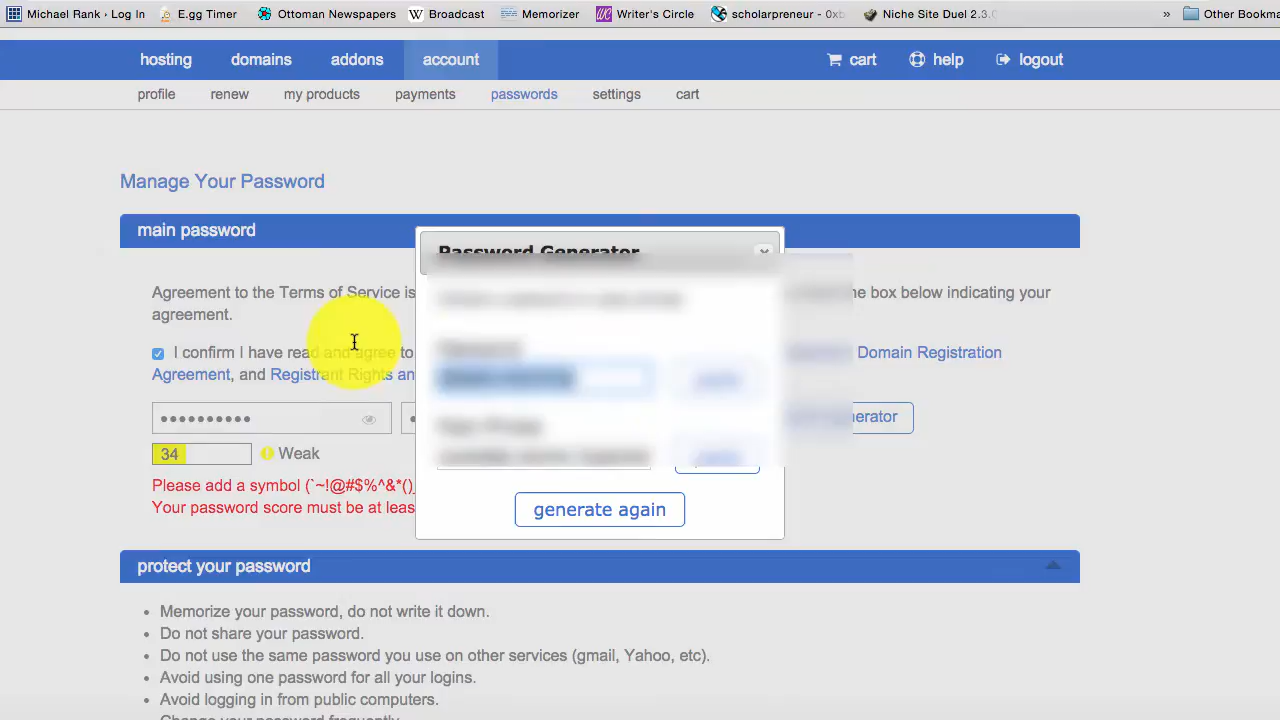 Michael Rank › Log In E.gg Timer Ottoman Newspapers Broadcast Memorizer Writer's Circle scholarpreneur - 0xb Niche Site Duel 2.3.0 » Other Bookma
hosting domains addons account cart help logout
profile renew my products payments passwords settings cart
Manage Your Password
main password
Password Generator
Agreement to the Terms of Service is the box below indicating your
agreement.
I confirm I have read and agree to Domain Registration
Agreement, and Registrant Rights an
34 Weak
Please add a symbol (`~!@#$%^&*()_
Your password score must be at leas
generate again
protect your password
• Memorize your password, do not write it down.
• Do not share your password.
• Do not use the same password you use on other services (gmail, Yahoo, etc).
• Avoid using one password for all your logins.
• Avoid logging in from public computers.
• Change your password frequently.